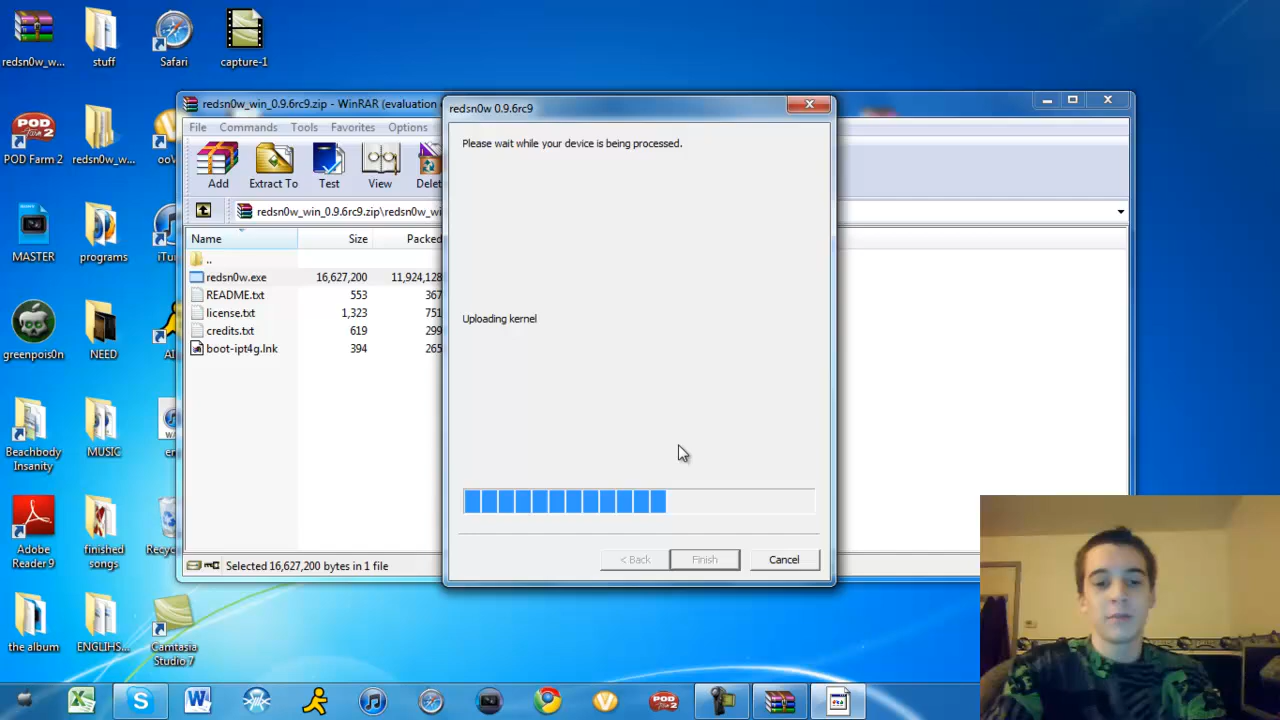 redsn0w_w...
stuff
Safari
capture-1
POD Farm 2
redsn0w_w...
MASTER
programs
greenpois0n
NEED
Beachbody
Insanity
MUSIC
Adobe
Reader 9
finished
songs
the album
ENGLIHS...
Camtasia
Studio 7
redsn0w_win_0.9.6rc9.zip - WinRAR (evaluation
File
Commands
Tools
Favorites
Options
Add
Extract To
Test
View
redsn0w_win_0.9.6rc9.zip\redsn0w_wi
Name
Size
Packed
..
redsn0w.exe
16,627,200
11,924,128
README.txt
553
367
license.txt
1,323
751
credits.txt
619
299
boot-ipt4g.lnk
394
265
Selected 16,627,200 bytes in 1 file
redsn0w 0.9.6rc9
Please wait while your device is being processed.
Uploading kernel
< Back
Finish
Cancel